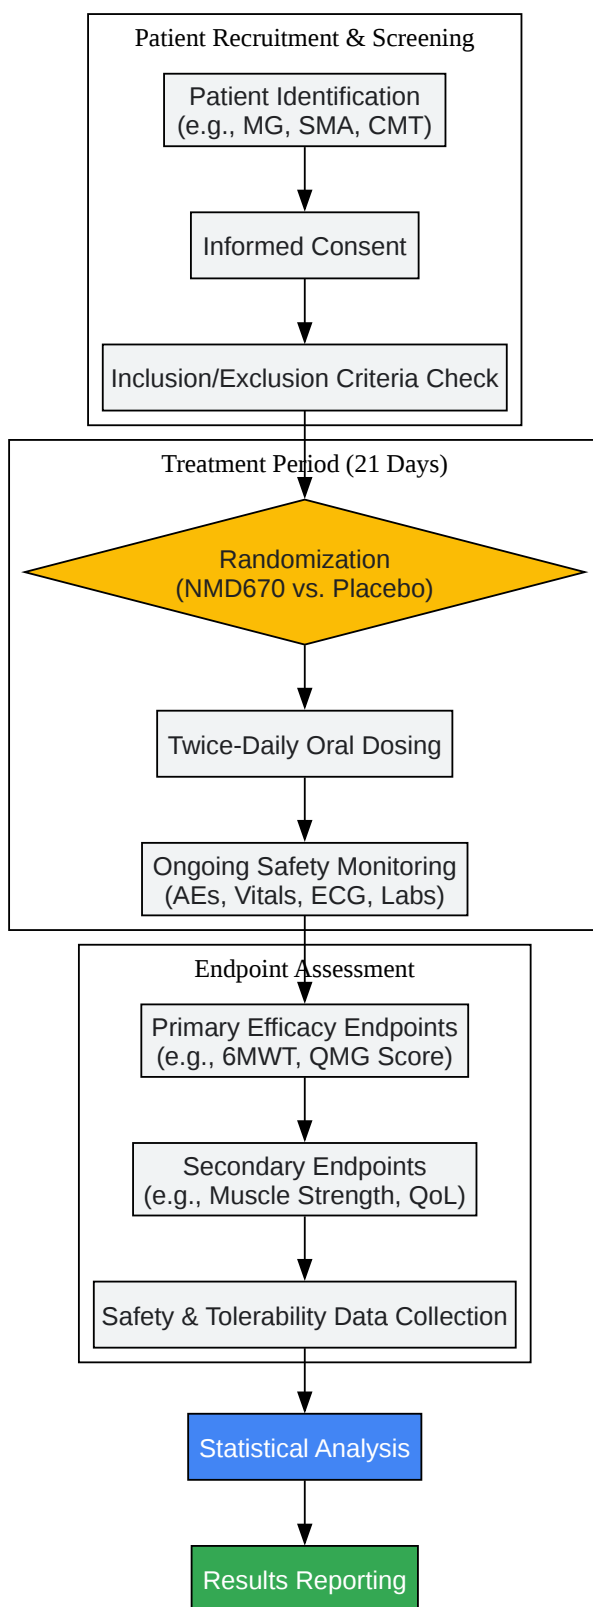 Patient Recruitment & Screening
Patient Identification
(e.g., MG, SMA, CMT)
Informed Consent
Inclusion/Exclusion Criteria Check
Treatment Period (21 Days)
Randomization
(NMD670 vs. Placebo)
Twice-Daily Oral Dosing
Ongoing Safety Monitoring
(AEs, Vitals, ECG, Labs)
Endpoint Assessment
Primary Efficacy Endpoints
(e.g., 6MWT, QMG Score)
Secondary Endpoints
(e.g., Muscle Strength, QoL)
Safety & Tolerability Data Collection
Statistical Analysis
Results Reporting